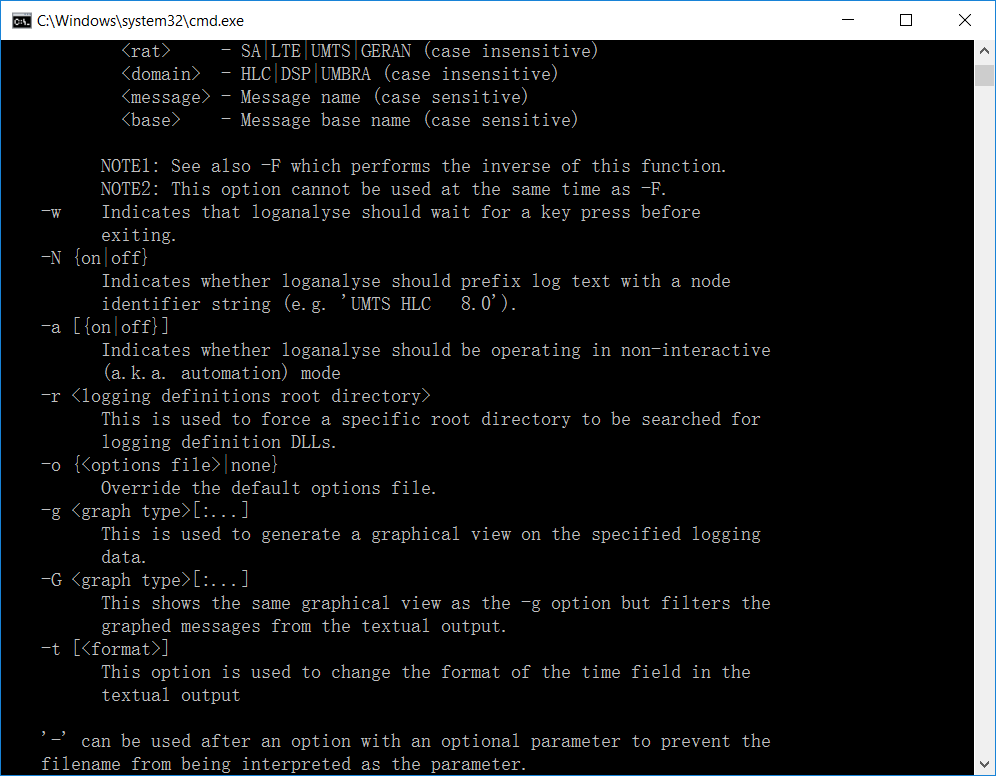 C:\Windows\system32\cmd.exe
<rat>     - SA|LTE|UMTS|GERAN (case insensitive)
<domain>  - HLC|DSP|UMBRA (case insensitive)
<message> - Message name (case sensitive)
<base>    - Message base name (case sensitive)
NOTE1: See also -F which performs the inverse of this function.
NOTE2: This option cannot be used at the same time as -F.
-w    Indicates that loganalyse should wait for a key press before
exiting.
-N {on|off}
Indicates whether loganalyse should prefix log text with a node
identifier string (e.g. 'UMTS HLC   8.0').
-a [{on|off}]
Indicates whether loganalyse should be operating in non-interactive
(a.k.a. automation) mode
-r <logging definitions root directory>
This is used to force a specific root directory to be searched for
logging definition DLLs.
-o {<options file>|none}
Override the default options file.
-g <graph type>[:...]
This is used to generate a graphical view on the specified logging
data.
-G <graph type>[:...]
This shows the same graphical view as the -g option but filters the
graphed messages from the textual output.
-t [<format>]
This option is used to change the format of the time field in the
textual output
'-' can be used after an option with an optional parameter to prevent the
filename from being interpreted as the parameter.